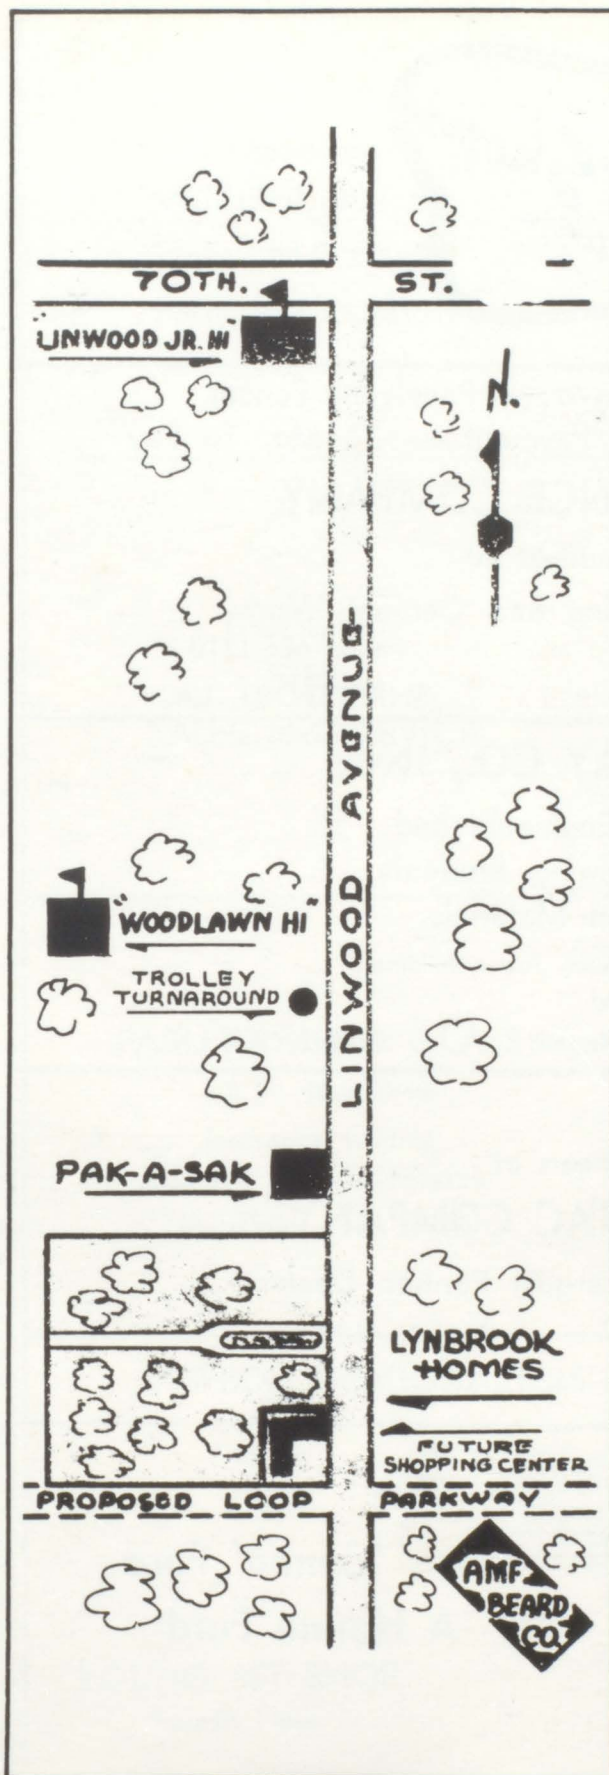 70TH. ST.
"LINWOOD JR. HI"
N.
LINWOOD AVENUE
"WOODLAWN HI"
TROLLEY
TURNAROUND
PAK-A-SAK
LYNBROOK
HOMES
FUTURE
SHOPPING CENTER
PROPOSED LOOP PARKWAY
AMF.
BEARD
CO.